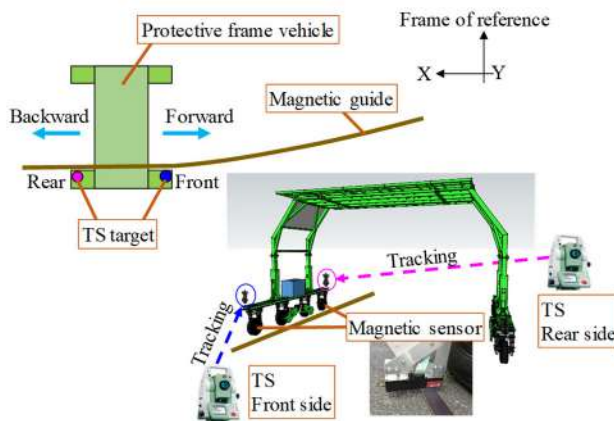 Protective frame vehicle
Frame of reference
X
Y
Magnetic guide
Backward
Forward
Rear
Front
TS target
Tracking
TS
Rear side
Magnetic sensor
Tracking
TS
Front side